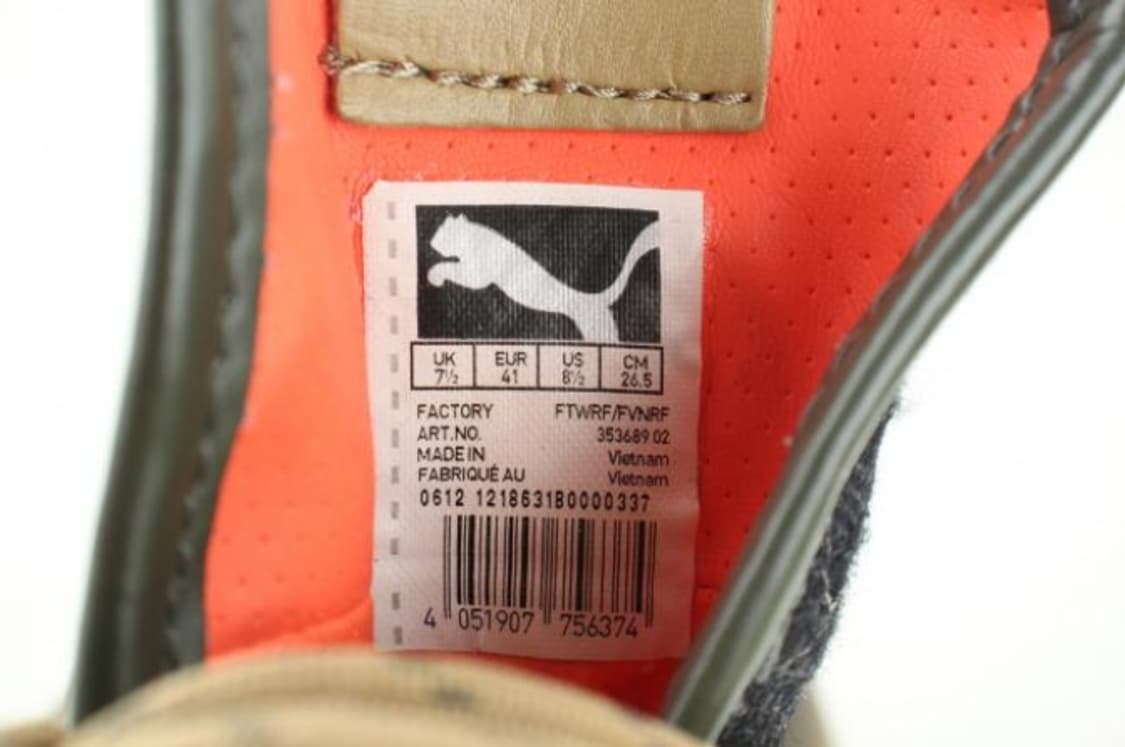 UK EUR US CM
7½ 41 8½ 26.5
FACTORY FTWRF/FVNRF
ART.NO. 353689 02
MADE IN Vietnam
FABRIQUÉ AU Vietnam
0612 1218631B0000337
4 051907 756374